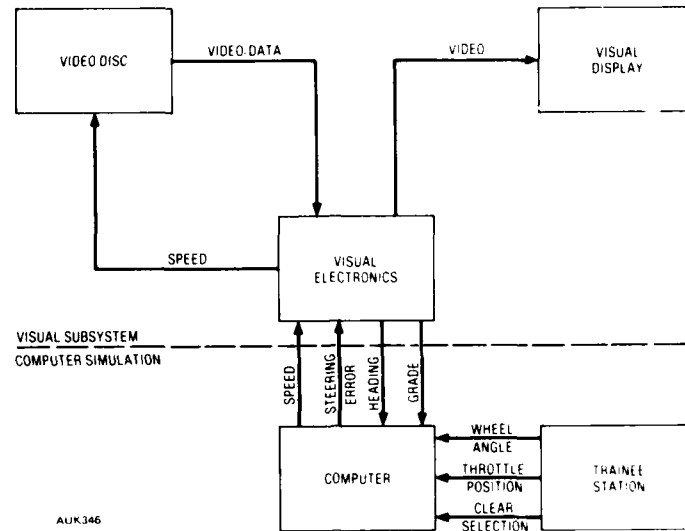 VIDEO DISC
VIDEO DATA
VIDEO
VISUAL
DISPLAY
SPEED
VISUAL
ELECTRONICS
VISUAL SUBSYSTEM
COMPUTER SIMULATION
SPEED
STEERING
ERROR
HEADING
GRADE
COMPUTER
WHEEL
ANGLE
THROTTLE
POSITION
CLEAR
SELECTION
TRAINEE
STATION
AUK346